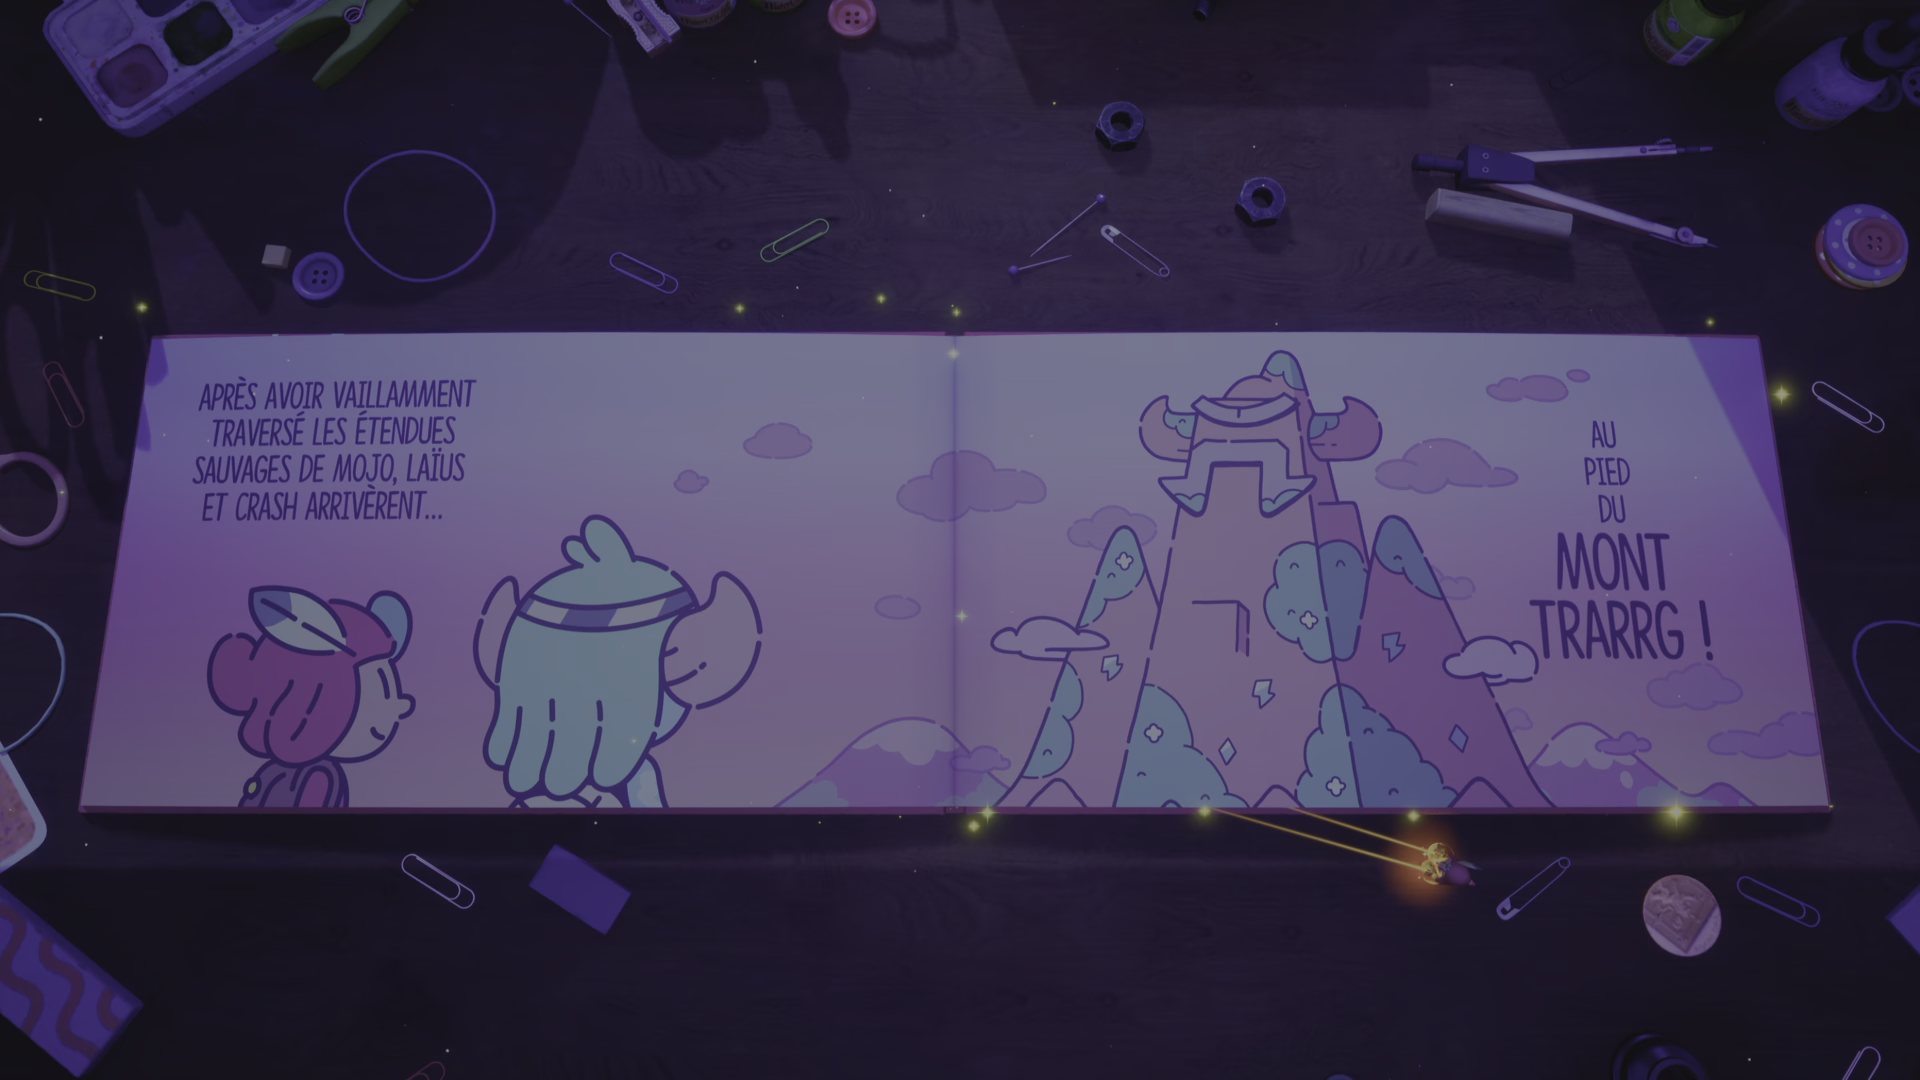 APRÈS AVOIR VAILLAMMENT
TRAVERSÉ LES ÉTENDUES
SAUVAGES DE MOJO, LAÏUS
ET CRASH ARRIVÈRENT...
AU
PIED
DU
MONT
TRARRG !